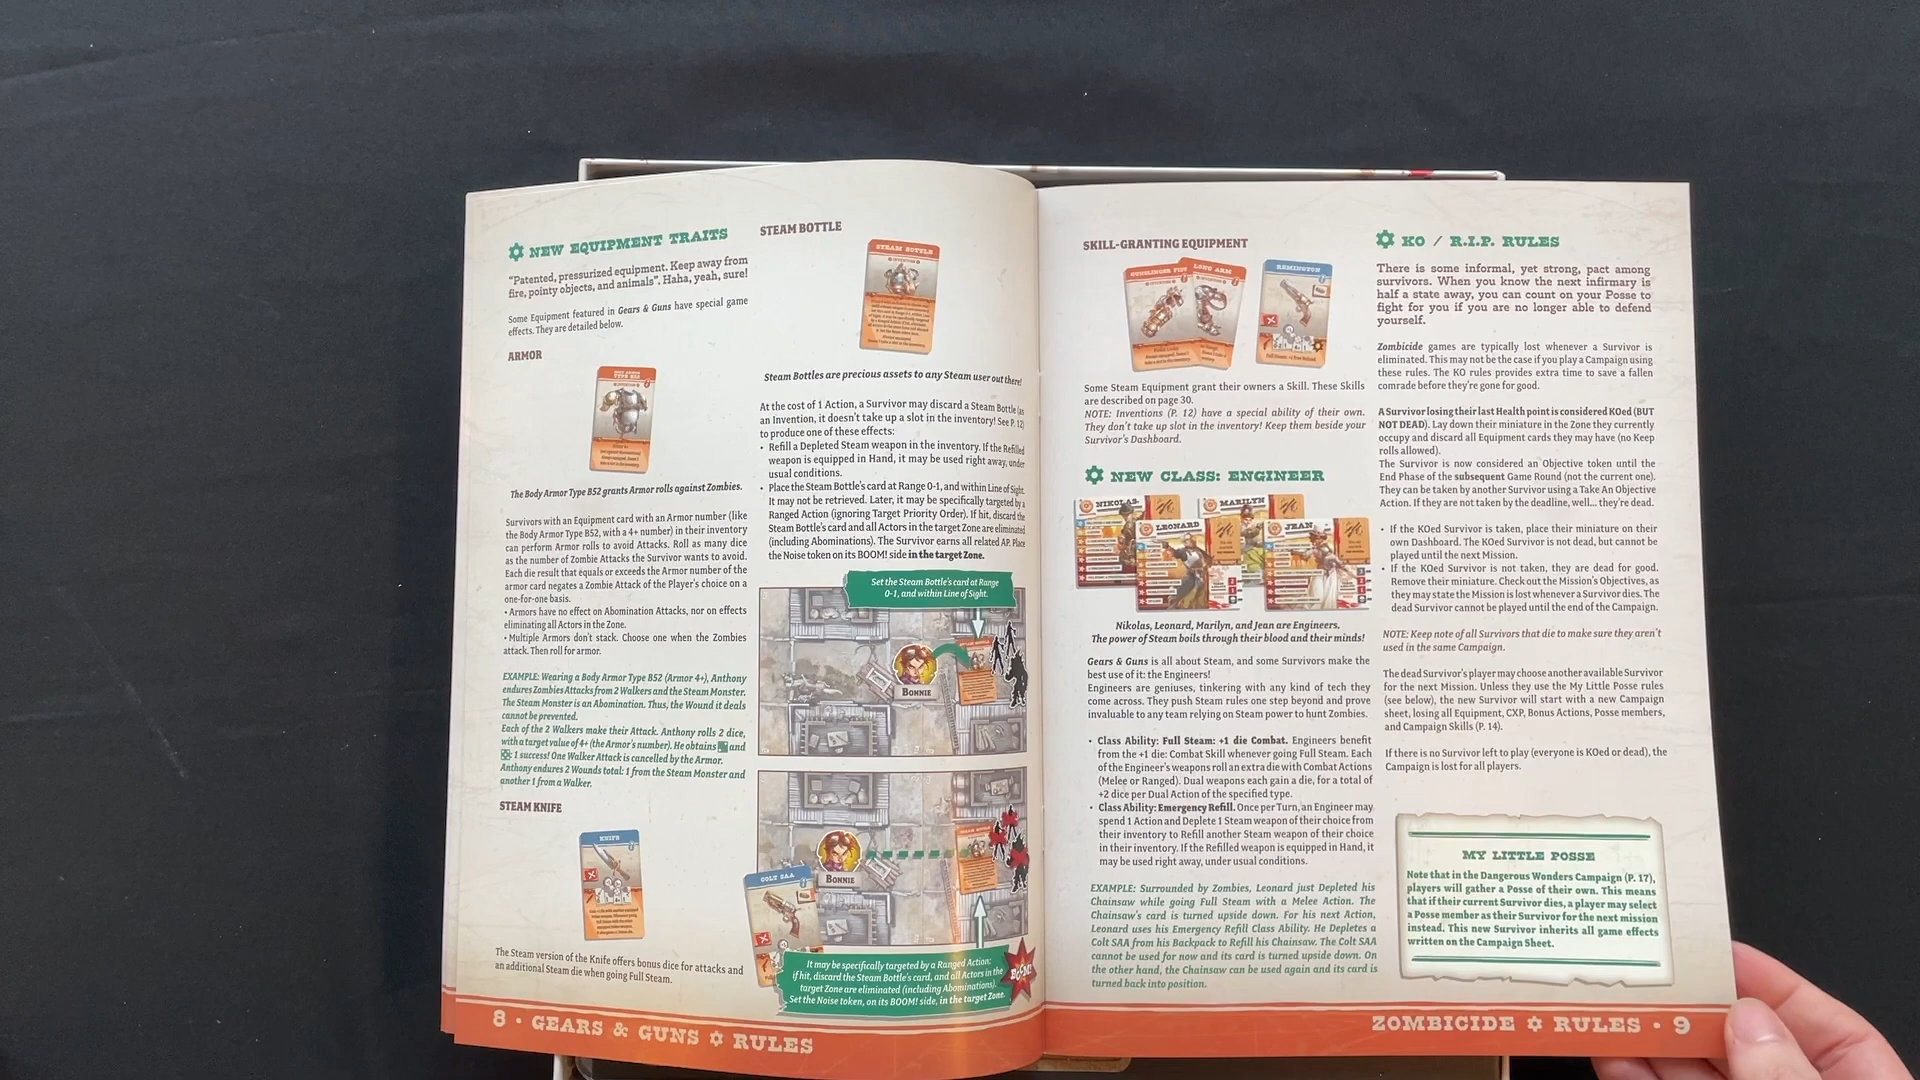 NEW EQUIPMENT TRAITS
"Patented, pressurized equipment. Keep away from
fire, pointy objects, and animals". Haha, yeah, sure!
Some Equipment featured in Gears & Guns have special game
effects. They are detailed below.
ARMOR
BODY ARMOR
TYPE B52
INVENTION
The Body Armor Type B52 grants Armor rolls against Zombies.
Survivors with an Equipment card with an Armor number (like
the Body Armor Type B52, with a 4+ number) in their inventory
can perform Armor rolls to avoid Attacks. Roll as many dice
as the number of Zombie Attacks the Survivor wants to avoid.
Each die result that equals or exceeds the Armor number of the
armor card negates a Zombie Attack of the Player's choice on a
one-for-one basis.
• Armors have no effect on Abomination Attacks, nor on effects
eliminating all Actors in the Zone.
• Multiple Armors don't stack. Choose one when the Zombies
attack. Then roll for armor.
EXAMPLE: Wearing a Body Armor Type B52 (Armor 4+), Anthony
endures Zombies Attacks from 2 Walkers and the Steam Monster.
The Steam Monster is an Abomination. Thus, the Wound it deals
cannot be prevented.
Each of the 2 Walkers make their Attack. Anthony rolls 2 dice,
with a target value of 4+ (the Armor's number). He obtains and
: 1 success! One Walker Attack is cancelled by the Armor.
Anthony endures 2 Wounds total: 1 from the Steam Monster and
another 1 from a Walker.
STEAM KNIFE
KNIFE
The Steam version of the Knife offers bonus dice for attacks and
an additional Steam die when going Full Steam.
STEAM BOTTLE
STEAM BOTTLE
INVENTION
Steam Bottles are precious assets to any Steam user out there!
At the cost of 1 Action, a Survivor may discard a Steam Bottle (as
an Invention, it doesn't take up a slot in the inventory! See P. 12)
to produce one of these effects:
• Refill a Depleted Steam weapon in the inventory. If the Refilled
weapon is equipped in Hand, it may be used right away, under
usual conditions.
• Place the Steam Bottle's card at Range 0-1, and within Line of Sight.
It may not be retrieved. Later, it may be specifically targeted by a
Ranged Action (ignoring Target Priority Order). If hit, discard the
Steam Bottle's card and all Actors in the target Zone are eliminated
(including Abominations). The Survivor earns all related AP. Place
the Noise token on its BOOM! side in the target Zone.
Set the Steam Bottle's card at Range
0-1, and within Line of Sight.
BONNIE
BONNIE
COLT SAA
It may be specifically targeted by a Ranged Action:
if hit, discard the Steam Bottle's card, and all Actors in the
target Zone are eliminated (including Abominations).
Set the Noise token, on its BOOM! side, in the target Zone.
BOOM!
8 • GEARS & GUNS RULES
SKILL-GRANTING EQUIPMENT
GUNSLINGER FIST
LONG ARM
REMINGTON
Some Steam Equipment grant their owners a Skill. These Skills
are described on page 30.
NOTE: Inventions (P. 12) have a special ability of their own.
They don't take up slot in the inventory! Keep them beside your
Survivor's Dashboard.
NEW CLASS: ENGINEER
NIKOLAS
MARILYN
LEONARD
JEAN
Nikolas, Leonard, Marilyn, and Jean are Engineers.
The power of Steam boils through their blood and their minds!
Gears & Guns is all about Steam, and some Survivors make the
best use of it: the Engineers!
Engineers are geniuses, tinkering with any kind of tech they
come across. They push Steam rules one step beyond and prove
invaluable to any team relying on Steam power to hunt Zombies.
• Class Ability: Full Steam: +1 die Combat. Engineers benefit
from the +1 die: Combat Skill whenever going Full Steam. Each
of the Engineer's weapons roll an extra die with Combat Actions
(Melee or Ranged). Dual weapons each gain a die, for a total of
+2 dice per Dual Action of the specified type.
• Class Ability: Emergency Refill. Once per Turn, an Engineer may
spend 1 Action and Deplete 1 Steam weapon of their choice from
their inventory to Refill another Steam weapon of their choice
in their inventory. If the Refilled weapon is equipped in Hand, it
may be used right away, under usual conditions.
EXAMPLE: Surrounded by Zombies, Leonard just Depleted his
Chainsaw while going Full Steam with a Melee Action. The
Chainsaw's card is turned upside down. For his next Action,
Leonard uses his Emergency Refill Class Ability. He Depletes a
Colt SAA from his Backpack to Refill his Chainsaw. The Colt SAA
cannot be used for now and its card is turned upside down. On
the other hand, the Chainsaw can be used again and its card is
turned back into position.
KO / R.I.P. RULES
There is some informal, yet strong, pact among
survivors. When you know the next infirmary is
half a state away, you can count on your Posse to
fight for you if you are no longer able to defend
yourself.
Zombicide games are typically lost whenever a Survivor is
eliminated. This may not be the case if you play a Campaign using
these rules. The KO rules provides extra time to save a fallen
comrade before they're gone for good.
A Survivor losing their last Health point is considered KOed (BUT
NOT DEAD). Lay down their miniature in the Zone they currently
occupy and discard all Equipment cards they may have (no Keep
rolls allowed).
The Survivor is now considered an Objective token until the
End Phase of the subsequent Game Round (not the current one).
They can be taken by another Survivor using a Take An Objective
Action. If they are not taken by the deadline, well... they're dead.
• If the KOed Survivor is taken, place their miniature on their
own Dashboard. The KOed Survivor is not dead, but cannot be
played until the next Mission.
• If the KOed Survivor is not taken, they are dead for good.
Remove their miniature. Check out the Mission's Objectives, as
they may state the Mission is lost whenever a Survivor dies. The
dead Survivor cannot be played until the end of the Campaign.
NOTE: Keep note of all Survivors that die to make sure they aren't
used in the same Campaign.
The dead Survivor's player may choose another available Survivor
for the next Mission. Unless they use the My Little Posse rules
(see below), the new Survivor will start with a new Campaign
sheet, losing all Equipment, CXP, Bonus Actions, Posse members,
and Campaign Skills (P. 14).
If there is no Survivor left to play (everyone is KOed or dead), the
Campaign is lost for all players.
MY LITTLE POSSE
Note that in the Dangerous Wonders Campaign (P. 17),
players will gather a Posse of their own. This means
that if their current Survivor dies, a player may select
a Posse member as their Survivor for the next mission
instead. This new Survivor inherits all game effects
written on the Campaign Sheet.
ZOMBICIDE RULES • 9